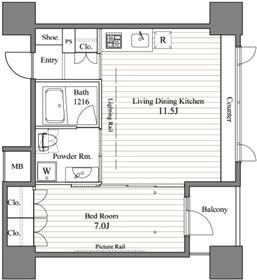 Shoe.
PS
Clo.
R
Entry
Bath
1216
Lighting Rail
Living Dining Kitchen
11.5J
Counter
Powder Rm.
MB
W
Clo.
Bed Room
7.0J
Balcony
Clo.
Picture Rail